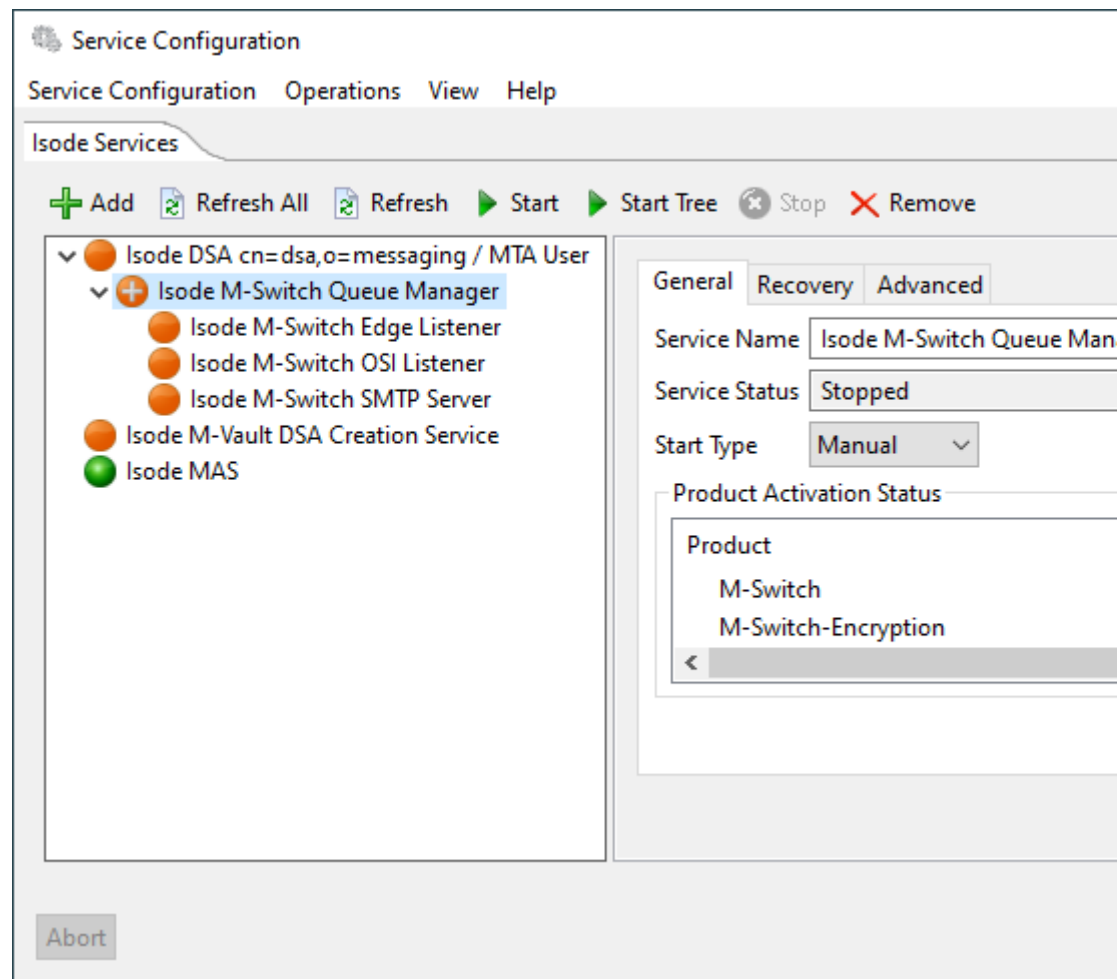 Service Configuration
Service Configuration Operations View Help
Isode Services
Add Refresh All Refresh Start Start Tree Stop Remove
Isode DSA cn=dsa,o=messaging / MTA User
Isode M-Switch Queue Manager
Isode M-Switch Edge Listener
Isode M-Switch OSI Listener
Isode M-Switch SMTP Server
Isode M-Vault DSA Creation Service
Isode MAS
General Recovery Advanced
Service Name Isode M-Switch Queue Mana
Service Status Stopped
Start Type Manual
Product Activation Status
Product
M-Switch
M-Switch-Encryption
Abort